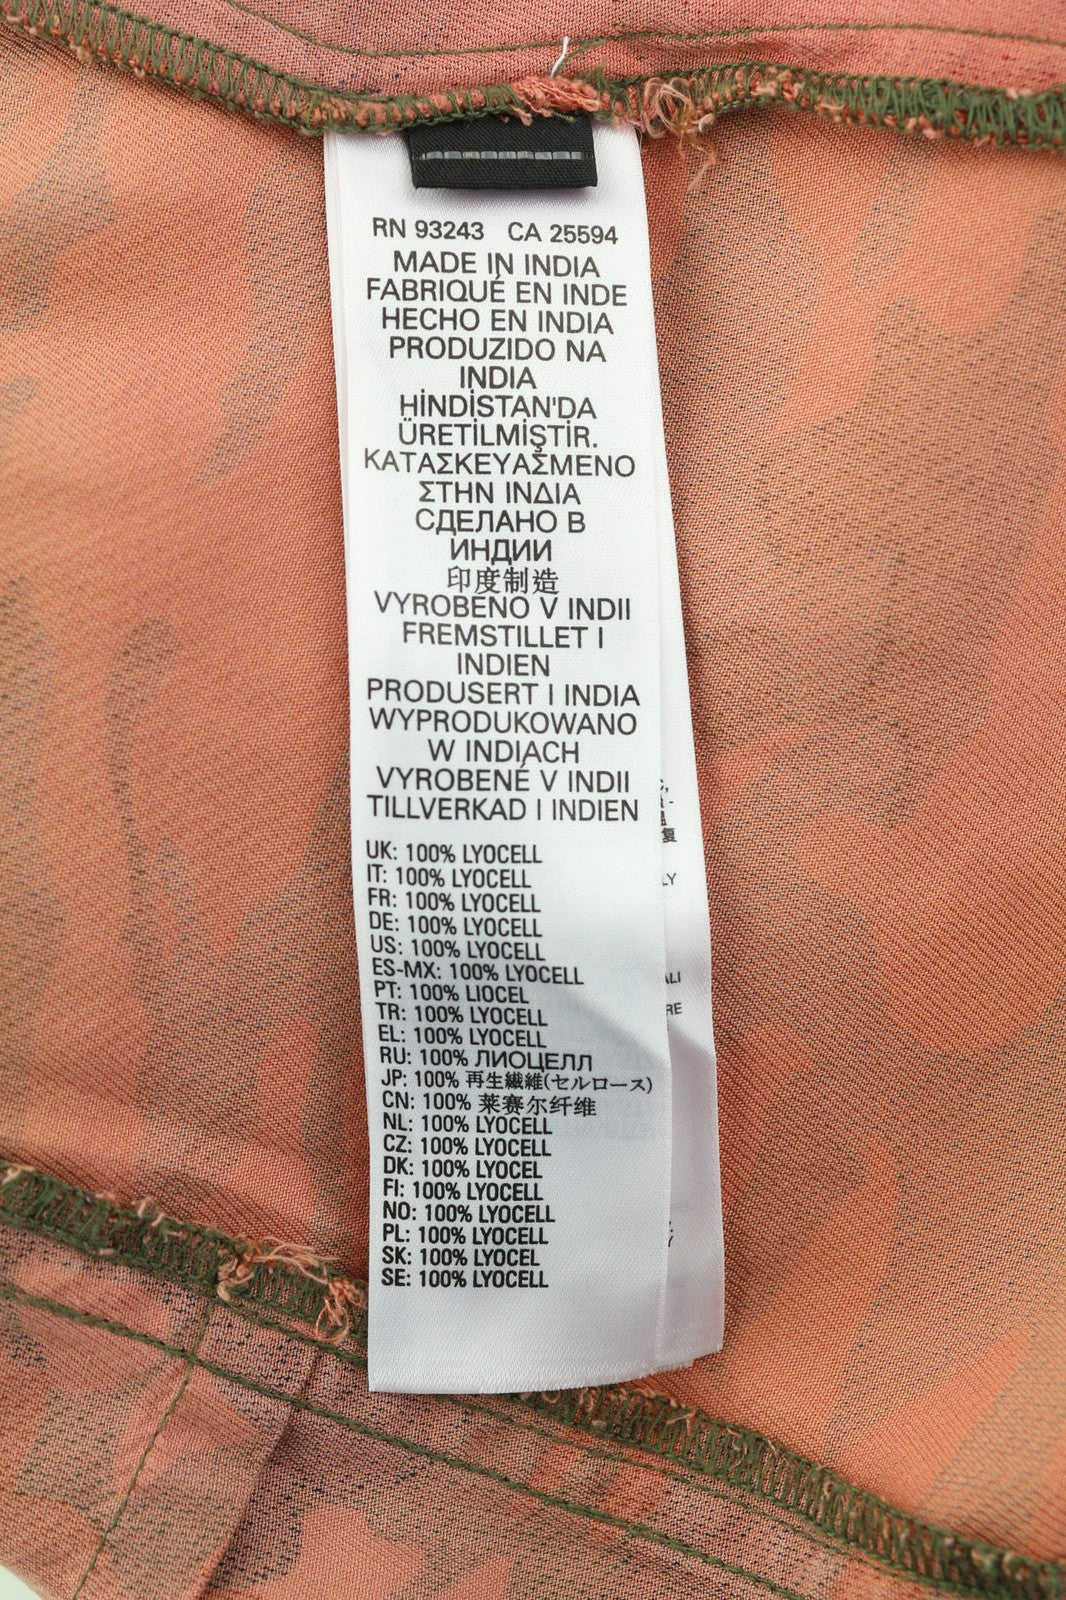 RN 93243 CA 25594
MADE IN INDIA
FABRIQUÉ EN INDE
HECHO EN INDIA
PRODUZIDO NA
INDIA
HİNDİSTAN'DA
ÜRETİLMİŞTİR.
ΚΑΤΑΣΚΕΥΑΣΜΕΝΟ
ΣΤΗΝ ΙΝΔΙΑ
СДЕЛАНО В
ИНДИИ
印度制造
VYROBENO V INDII
FREMSTILLET I
INDIEN
PRODUSERT I INDIA
WYPRODUKOWANO
W INDIACH
VYROBENÉ V INDII
TILLVERKAD I INDIEN
UK: 100% LYOCELL
IT: 100% LYOCELL
FR: 100% LYOCELL
DE: 100% LYOCELL
US: 100% LYOCELL
ES-MX: 100% LYOCELL
PT: 100% LIOCEL
TR: 100% LYOCELL
EL: 100% LYOCELL
RU: 100% ЛИОЦЕЛЛ
JP: 100% 再生繊維(セルロース)
CN: 100% 莱赛尔纤维
NL: 100% LYOCELL
CZ: 100% LYOCELL
DK: 100% LYOCEL
FI: 100% LYOCELL
NO: 100% LYOCELL
PL: 100% LYOCELL
SK: 100% LYOCEL
SE: 100% LYOCELL